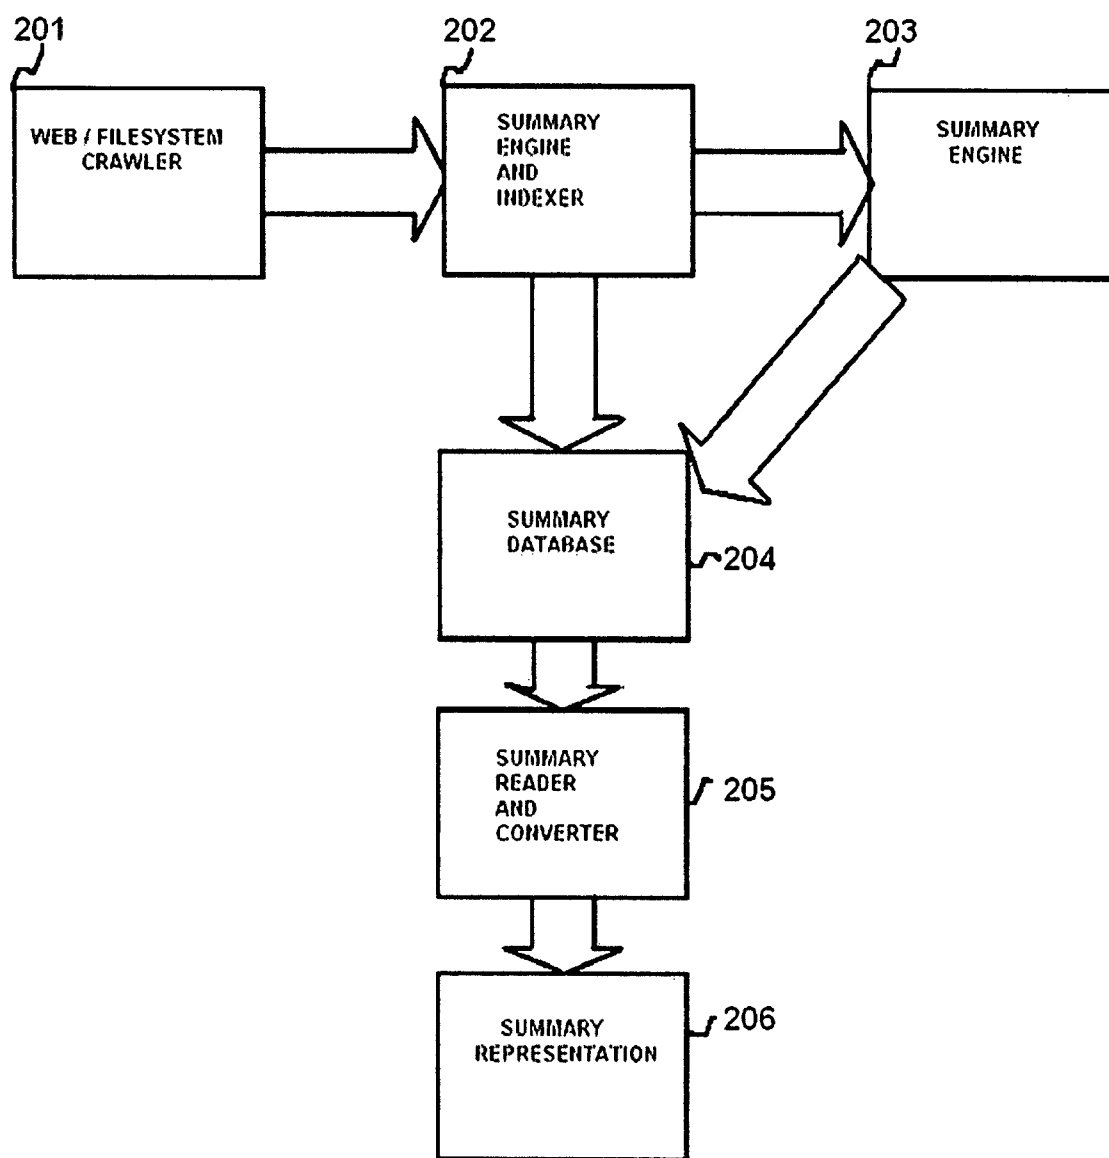 201
202
203
WEB / FILESYSTEM
CRAWLER
SUMMARY
ENGINE
AND
INDEXER
SUMMARY
ENGINE
SUMMARY
DATABASE
204
SUMMARY
READER
AND
CONVERTER
205
SUMMARY
REPRESENTATION
206